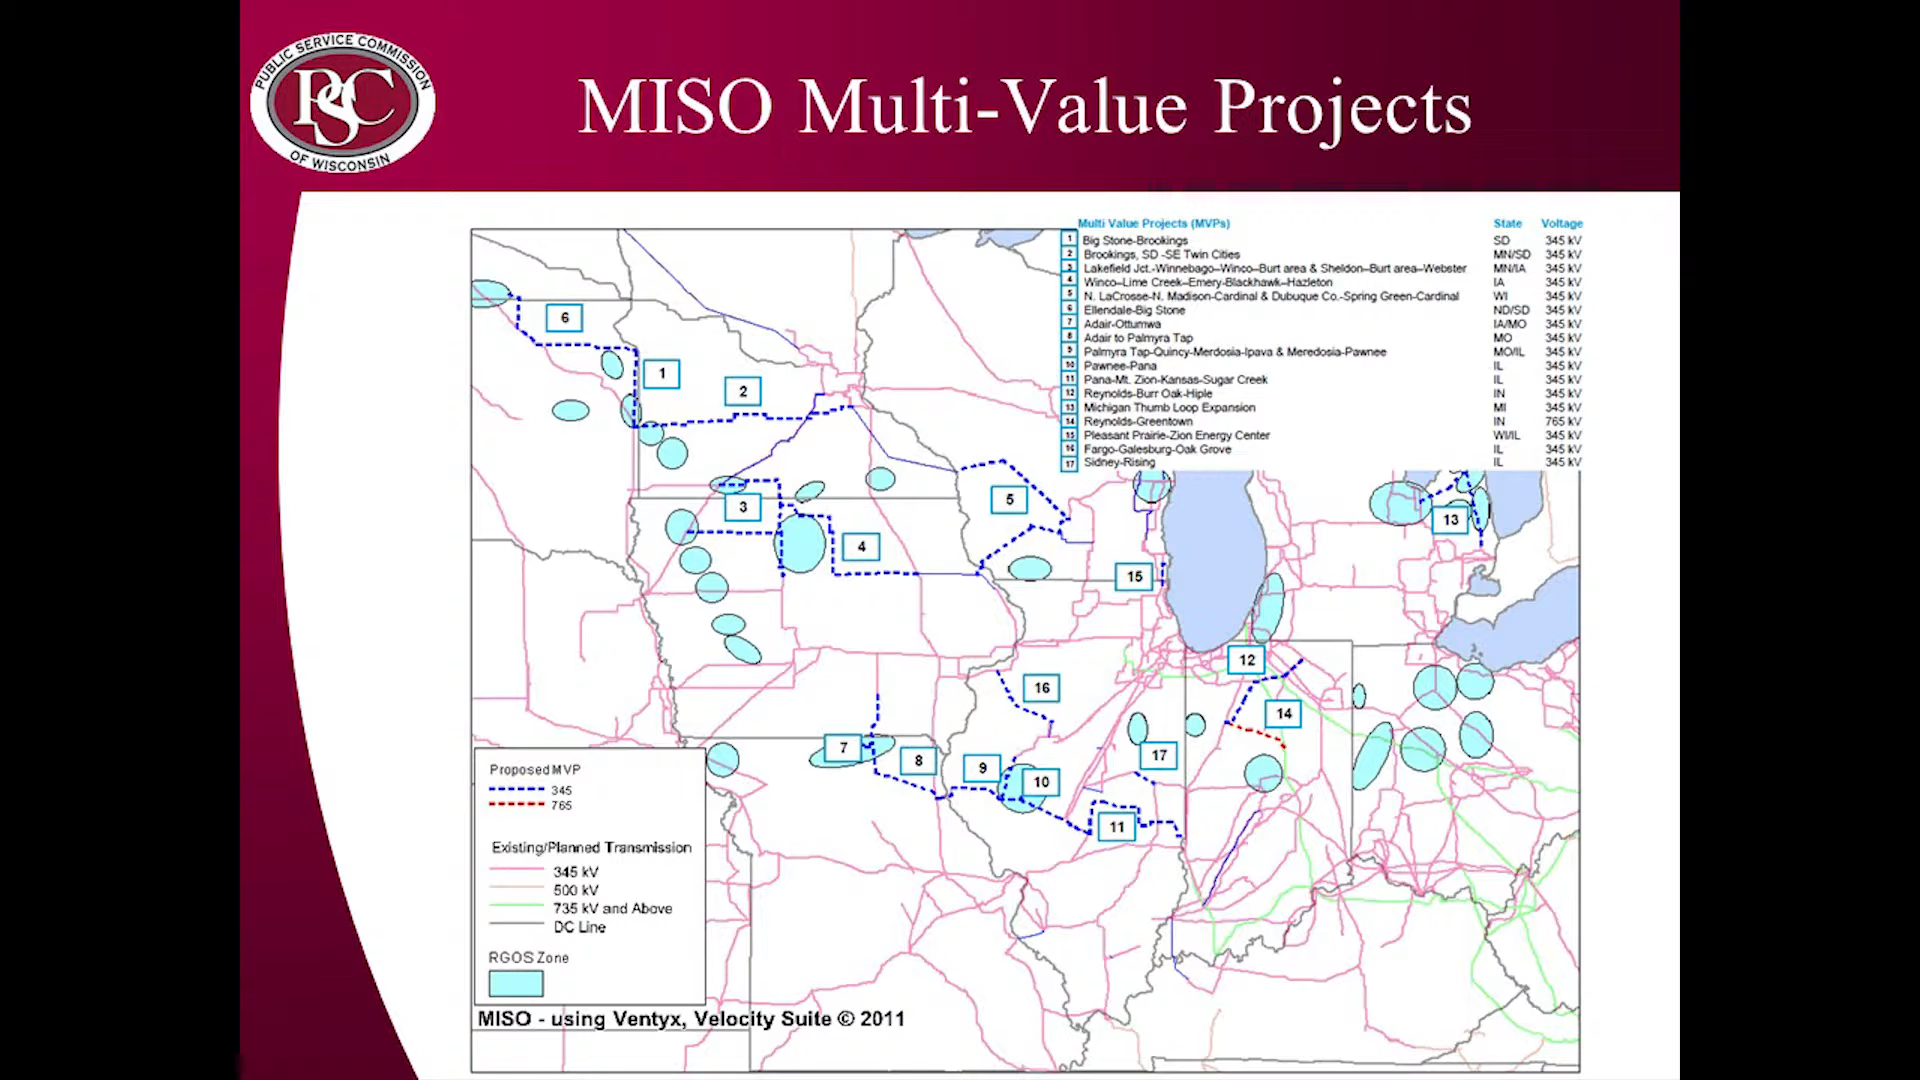 PUBLIC SERVICE COMMISSION
PSC
OF WISCONSIN
MISO Multi-Value Projects
Multi Value Projects (MVPs) State Voltage
1 Big Stone-Brookings SD 345 kV
2 Brookings, SD -SE Twin Cities MN/SD 345 kV
3 Lakefield Jct.-Winnebago-Winco-Burt area & Sheldon-Burt area-Webster MN/IA 345 kV
4 Winco-Lime Creek-Emery-Blackhawk-Hazleton IA 345 kV
5 N. LaCrosse-N. Madison-Cardinal & Dubuque Co.-Spring Green-Cardinal WI 345 kV
6 Ellendale-Big Stone ND/SD 345 kV
7 Adair-Ottumwa IA/MO 345 kV
8 Adair to Palmyra Tap MO 345 kV
9 Palmyra Tap-Quincy-Merdosia-Ipava & Meredosia-Pawnee MO/IL 345 kV
10 Pawnee-Pana IL 345 kV
11 Pana-Mt. Zion-Kansas-Sugar Creek IL 345 kV
12 Reynolds-Burr Oak-Hiple IN 345 kV
13 Michigan Thumb Loop Expansion MI 345 kV
14 Reynolds-Greentown IN 765 kV
15 Pleasant Prairie-Zion Energy Center WI/IL 345 kV
16 Fargo-Galesburg-Oak Grove IL 345 kV
17 Sidney-Rising IL 345 kV
6
1
2
5
3
13
4
15
12
16
14
7
17
8
9
10
11
Proposed MVP
345
765
Existing/Planned Transmission
345 kV
500 kV
735 kV and Above
DC Line
RGOS Zone
MISO - using Ventyx, Velocity Suite © 2011